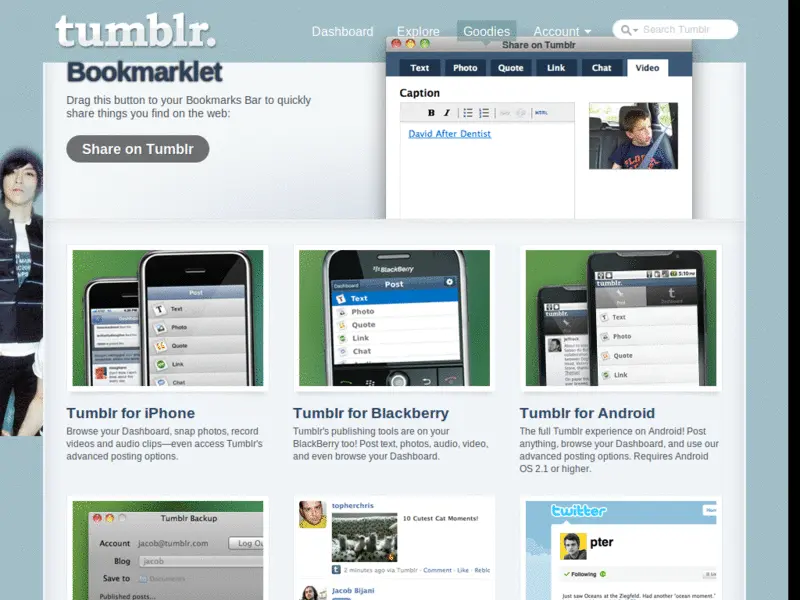 tumblr.
Dashboard Explore Goodies Account Search Tumblr
Bookmarklet
Drag this button to your Bookmarks Bar to quickly
share things you find on the web:
Share on Tumblr
Share on Tumblr
Text Photo Quote Link Chat Video
Caption
B I HTML
David After Dentist
Post
Text
Photo
Quote
Link
Chat
BlackBerry
Dashboard Post
Text
Photo
Quote
Link
Chat
5:10 PM
tumblr.
Post Dashboard
Text
Photo
Quote
Link
Tumblr for iPhone
Browse your Dashboard, snap photos, record
videos and audio clips—even access Tumblr's
advanced posting options.
Tumblr for Blackberry
Tumblr's publishing tools are on your
BlackBerry too! Post text, photos, audio, video,
and even browse your Dashboard.
Tumblr for Android
The full Tumblr experience on Android! Post
anything, browse your Dashboard, and use our
advanced posting options. Requires Android
OS 2.1 or higher.
Tumblr Backup
Account jacob@tumblr.com Log Ou
Blog jacob
Save to Documents
Published posts...
topherchris
10 Cutest Cat Moments!
2 minutes ago via Tumblr · Comment · Like · Reblo
Jacob Bijani
twitter
pter
Following
Just saw Oceans at the Ziegfeld. Had another "ocean moment."